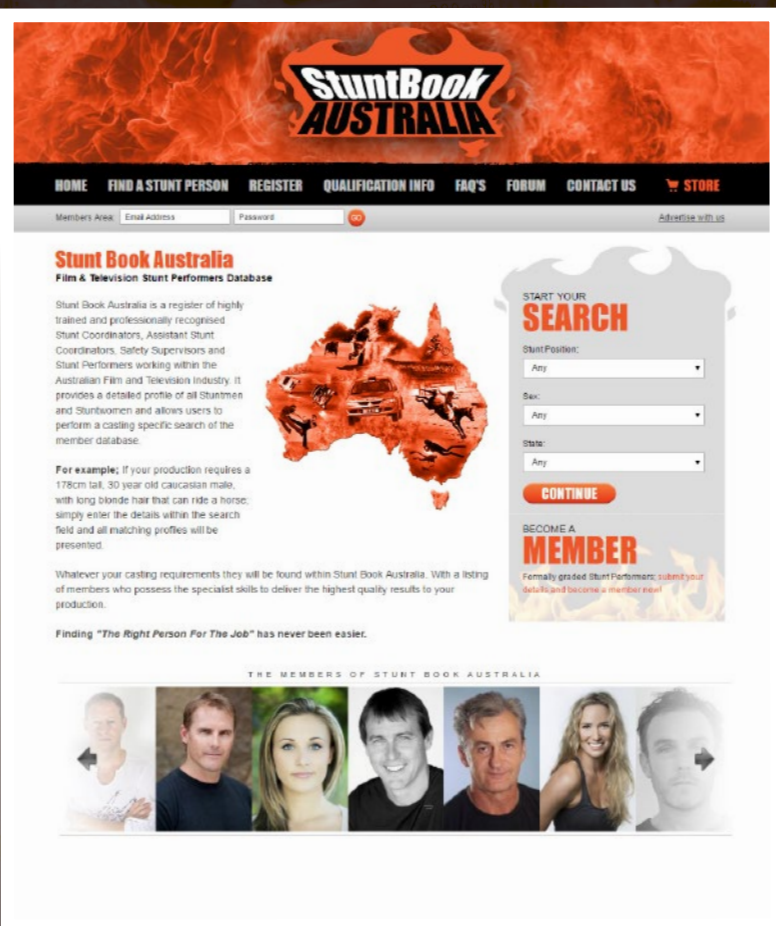 StuntBook
AUSTRALIA
HOME FIND A STUNT PERSON REGISTER QUALIFICATION INFO FAQ'S FORUM CONTACT US STORE
Members Area: Email Address Password GO Advertise with us
Stunt Book Australia
Film & Television Stunt Performers Database
Stunt Book Australia is a register of highly
trained and professionally recognised
Stunt Coordinators, Assistant Stunt
Coordinators, Safety Supervisors and
Stunt Performers working within the
Australian Film and Television Industry. It
provides a detailed profile of all Stuntmen
and Stuntwomen and allows users to
perform a casting specific search of the
member database.
For example; If your production requires a
178cm tall, 30 year old caucasian male,
with long blonde hair that can ride a horse;
simply enter the details within the search
field and all matching profiles will be
presented.
Whatever your casting requirements they will be found within Stunt Book Australia. With a listing
of members who possess the specialist skills to deliver the highest quality results to your
production.
Finding "The Right Person For The Job" has never been easier.
START YOUR
SEARCH
Stunt Position:
Any
Sex:
Any
State:
Any
CONTINUE
BECOME A
MEMBER
Formally graded Stunt Performers; submit your
details and become a member now!
THE MEMBERS OF STUNT BOOK AUSTRALIA